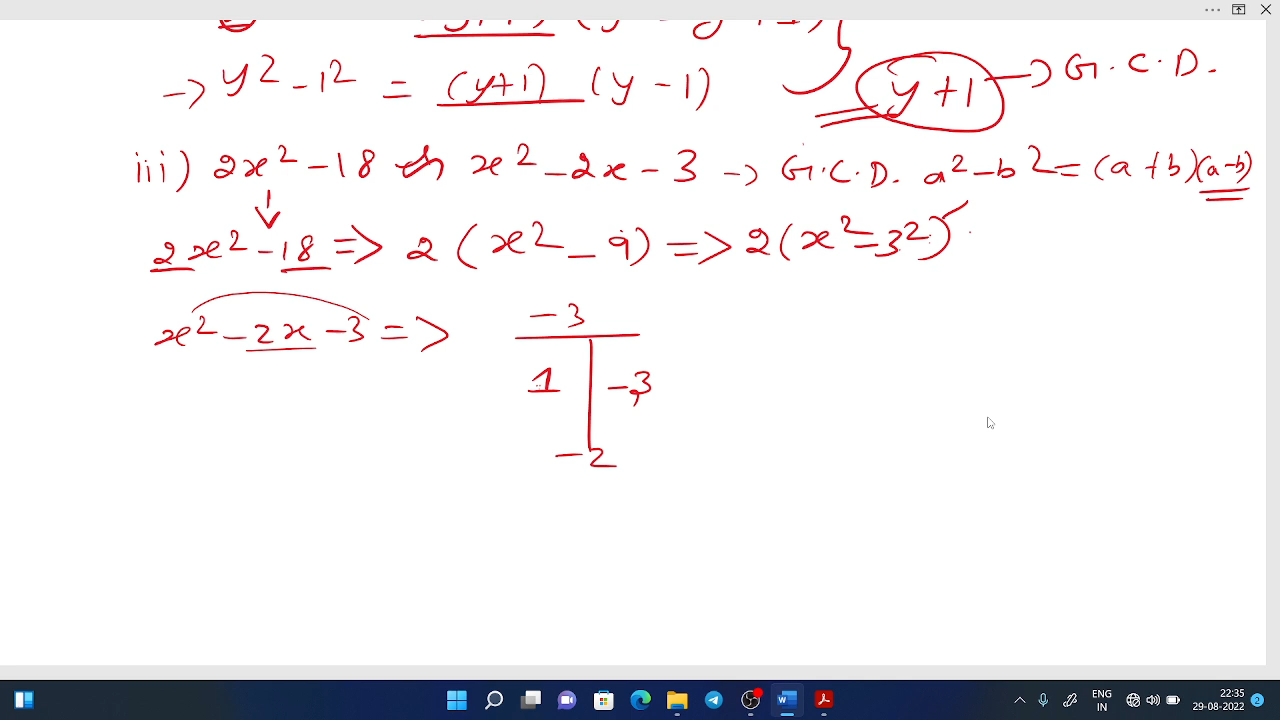 → y² - 1² = (y+1) (y - 1)
y + 1 → G.C.D.
iii) 2x² - 18 x² - 2x - 3 → G.C.D. a² - b² = (a + b)(a - b)
2x² - 18 => 2 (x² - 9) => 2 (x² - 3²)
x² - 2x - 3 =>
- 3
1 - 3
- 2
ENG
IN
22:35
29-08-2022
2